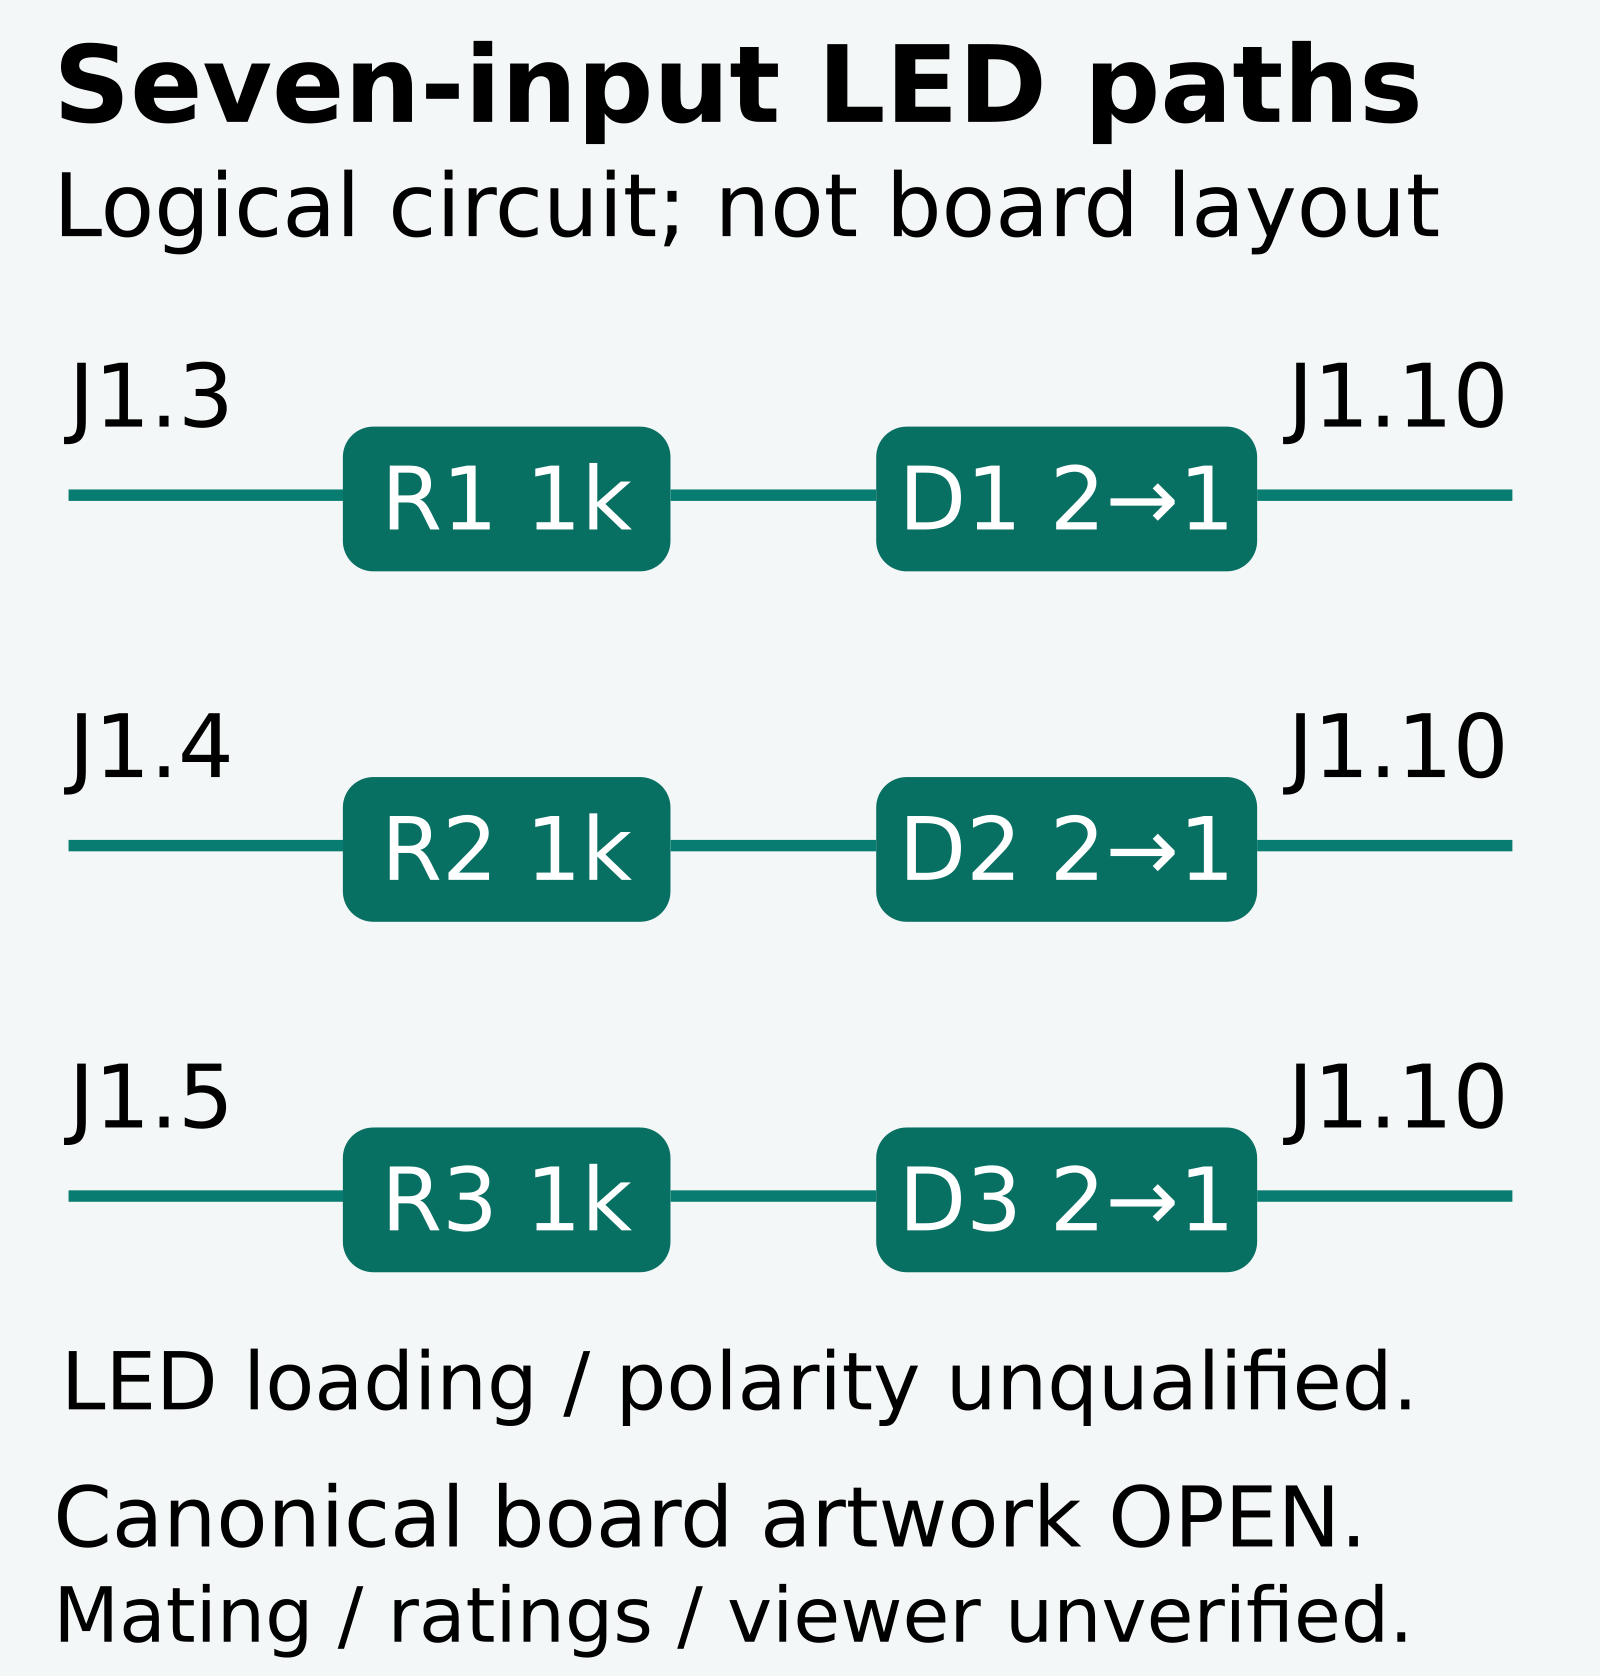 Seven-input LED paths
Logical circuit; not board layout
J1.3 J1.10
R1 1k D1 2→1
J1.4 J1.10
R2 1k D2 2→1
J1.5 J1.10
R3 1k D3 2→1
LED loading / polarity unqualified.
Canonical board artwork OPEN.
Mating / ratings / viewer unverified.